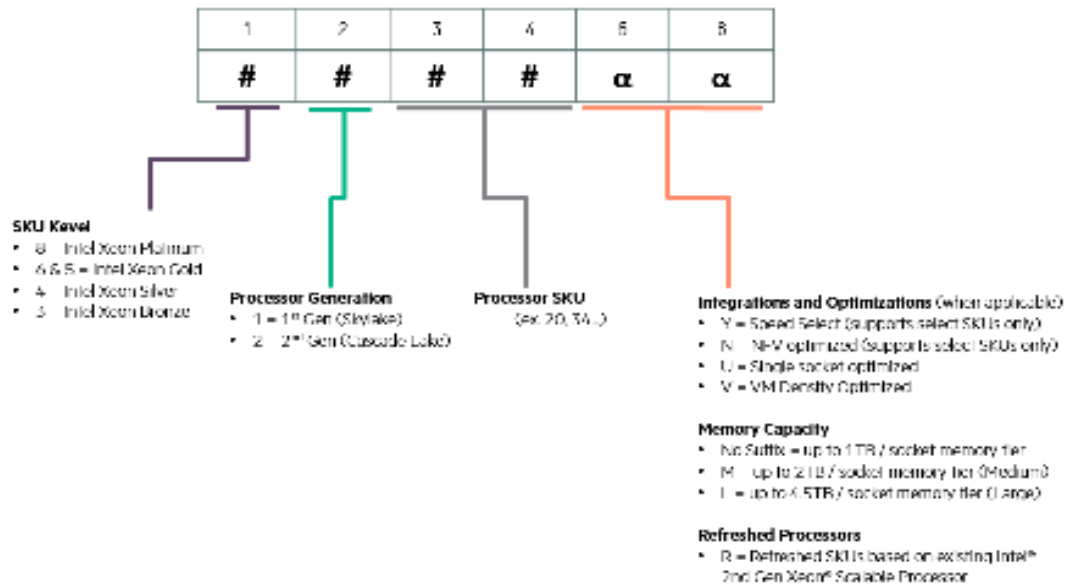 1 2 3 4 5 6
# # # # α α
SKU Kevel
• 8 – Intel Xeon Platinum
• 6 & 5 = Intel Xeon Gold
• 4 – Intel Xeon Silver
• 3 – Intel Xeon Bronze
Processor Generation
• 1 = 1st Gen (Skylake)
• 2 – 2nd Gen (Cascade Lake)
Processor SKU
(ex. 20, 34..)
Integrations and Optimizations (when applicable)
• Y = Speed Select (supports select SKUs only)
• N – NFV optimized (supports select SKUs only)
• U = Single socket optimized
• V = VM Density Optimized
Memory Capacity
• No Suffix = up to 1TB / socket memory tier
• M – up to 2TB / socket memory tier (Medium)
• L = up to 4.5TB / socket memory tier (Large)
Refreshed Processors
• R = Refreshed SKUs based on existing Intel®
2nd Gen Xeon® Scalable Processor